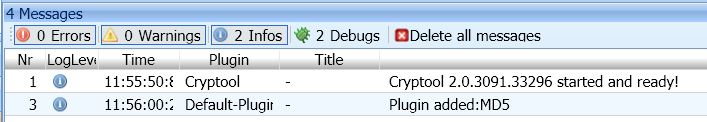 4 Messages
0 Errors 0 Warnings 2 Infos 2 Debugs Delete all messages
Nr LogLeve Time Plugin Title
1 11:55:50:8 Cryptool - Cryptool 2.0.3091.33296 started and ready!
3 11:56:00:2 Default-Plugin - Plugin added:MD5